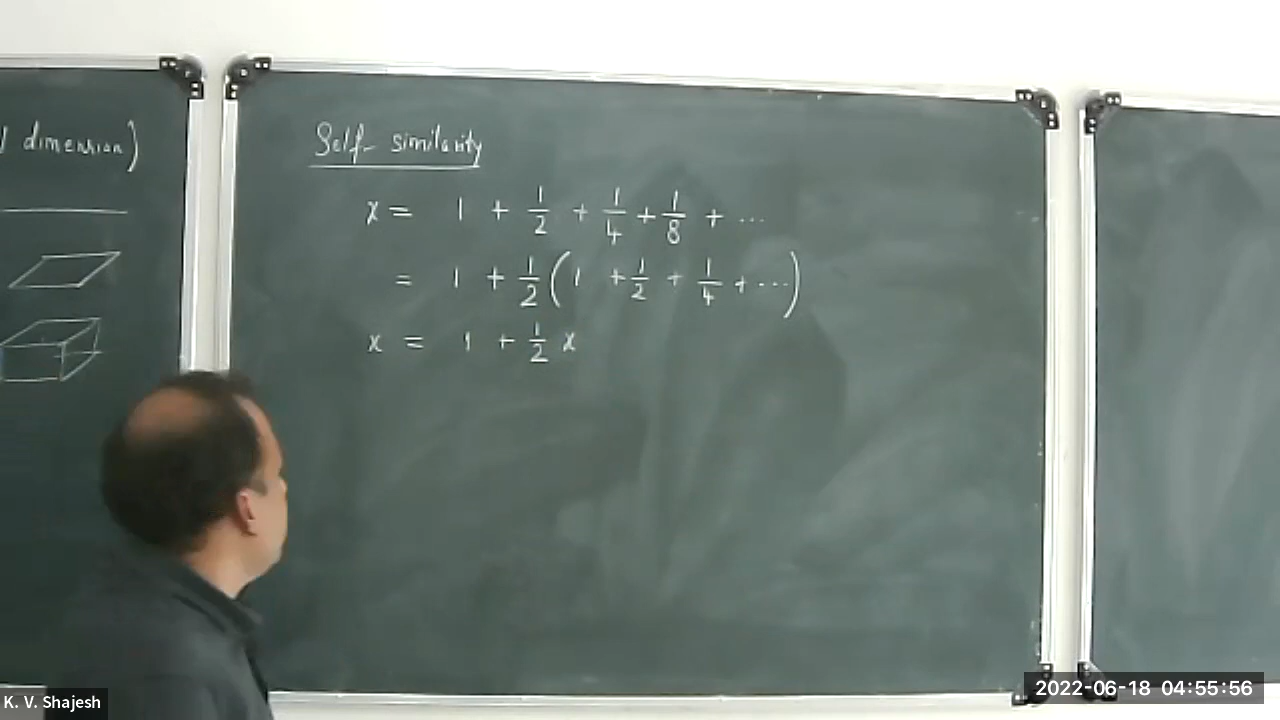 dimension)
Self-similarity
x = 1 + 1/2 + 1/4 + 1/8 + ...
= 1 + 1/2 ( 1 + 1/2 + 1/4 + ... )
x = 1 + 1/2 x
K. V. Shajesh
2022-06-18 04:55:56